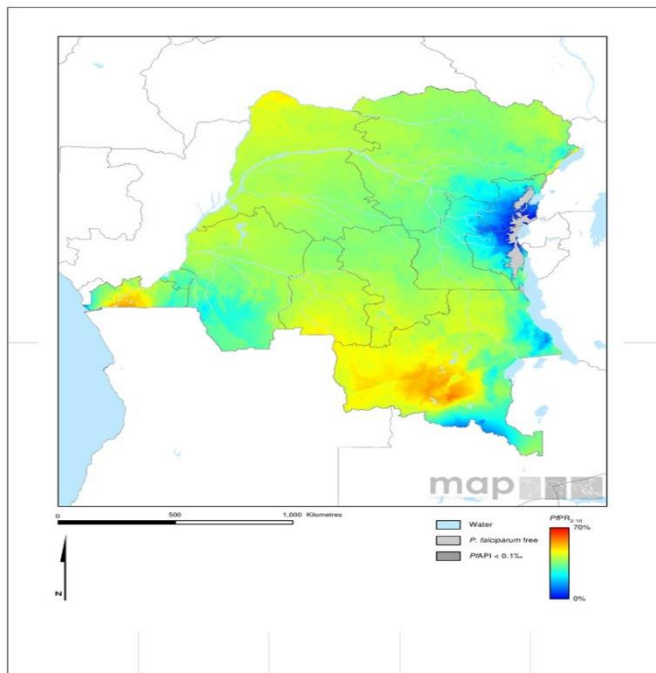 map
0 500 1,000 Kilometres
N
Water
P. falciparum free
PfAPI < 0.1‰
PfPR2-10
70%
0%